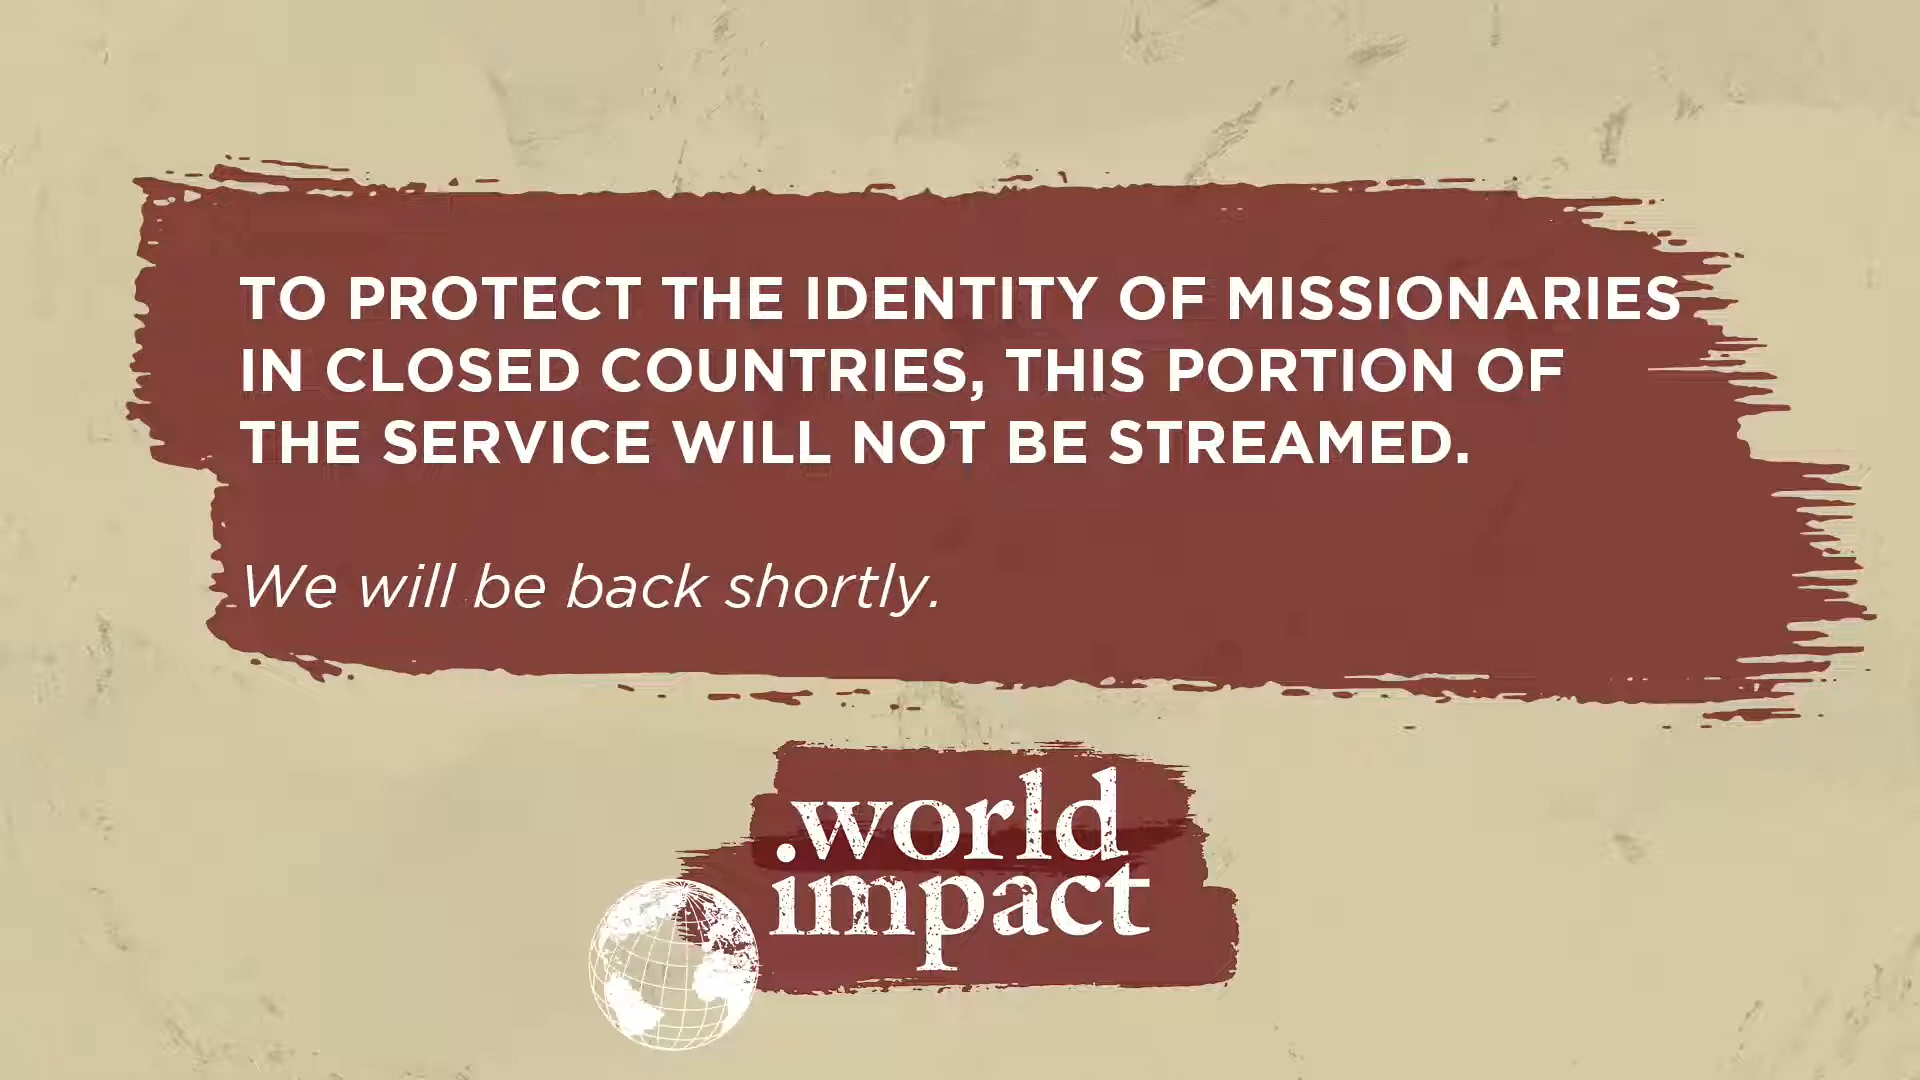 TO PROTECT THE IDENTITY OF MISSIONARIES
IN CLOSED COUNTRIES, THIS PORTION OF
THE SERVICE WILL NOT BE STREAMED.
We will be back shortly.
world
impact